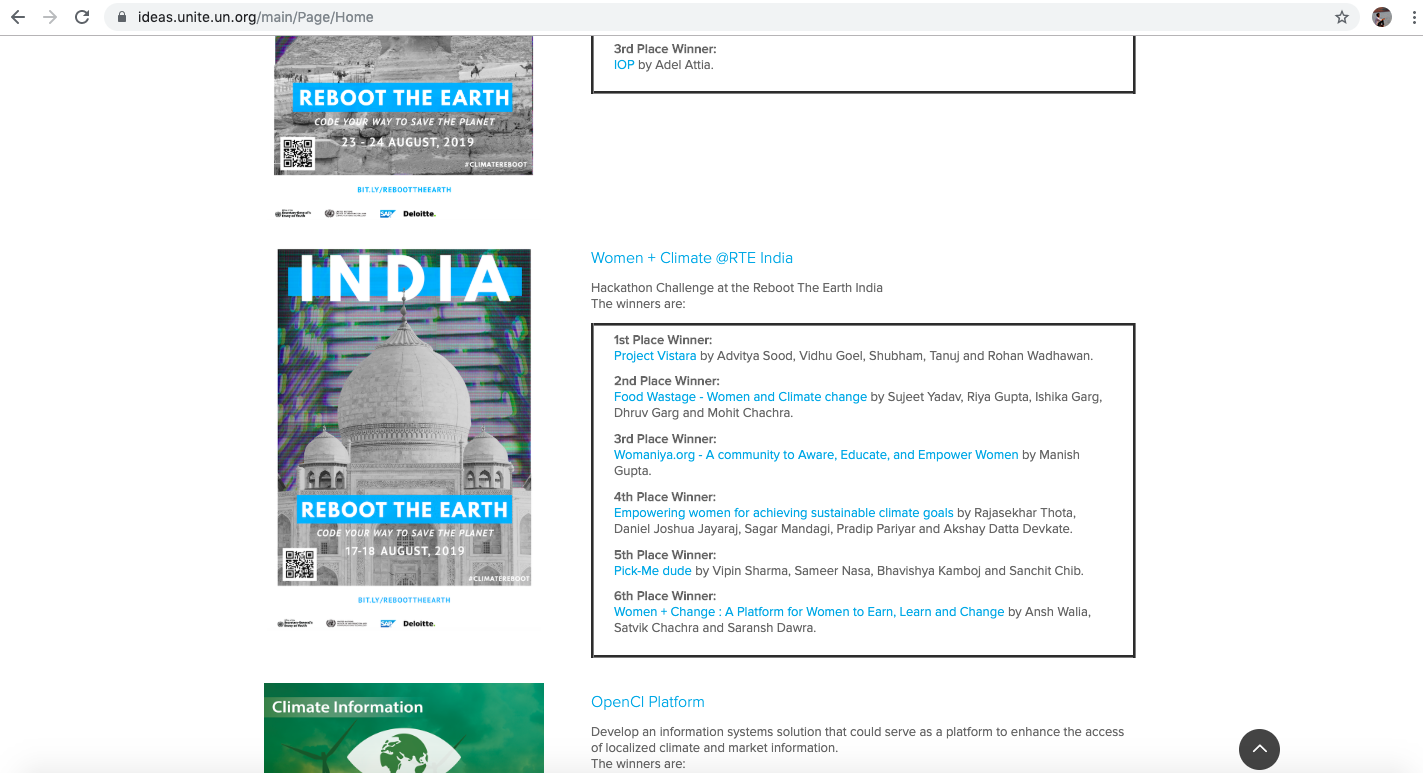 ideas.unite.un.org/main/Page/Home
REBOOT THE EARTH
CODE YOUR WAY TO SAVE THE PLANET
23 - 24 AUGUST, 2019
#CLIMATEREBOOT
BIT.LY/REBOOTTHEEARTH
SAP
Deloitte.
3rd Place Winner:
IOP by Adel Attia.
INDIA
REBOOT THE EARTH
CODE YOUR WAY TO SAVE THE PLANET
17-18 AUGUST, 2019
#CLIMATEREBOOT
BIT.LY/REBOOTTHEEARTH
SAP
Deloitte.
Women + Climate @RTE India
Hackathon Challenge at the Reboot The Earth India
The winners are:
1st Place Winner:
Project Vistara by Advitya Sood, Vidhu Goel, Shubham, Tanuj and Rohan Wadhawan.
2nd Place Winner:
Food Wastage - Women and Climate change by Sujeet Yadav, Riya Gupta, Ishika Garg,
Dhruv Garg and Mohit Chachra.
3rd Place Winner:
Womaniya.org - A community to Aware, Educate, and Empower Women by Manish
Gupta.
4th Place Winner:
Empowering women for achieving sustainable climate goals by Rajasekhar Thota,
Daniel Joshua Jayaraj, Sagar Mandagi, Pradip Pariyar and Akshay Datta Devkate.
5th Place Winner:
Pick-Me dude by Vipin Sharma, Sameer Nasa, Bhavishya Kamboj and Sanchit Chib.
6th Place Winner:
Women + Change : A Platform for Women to Earn, Learn and Change by Ansh Walia,
Satvik Chachra and Saransh Dawra.
Climate Information
OpenCI Platform
Develop an information systems solution that could serve as a platform to enhance the access
of localized climate and market information.
The winners are: